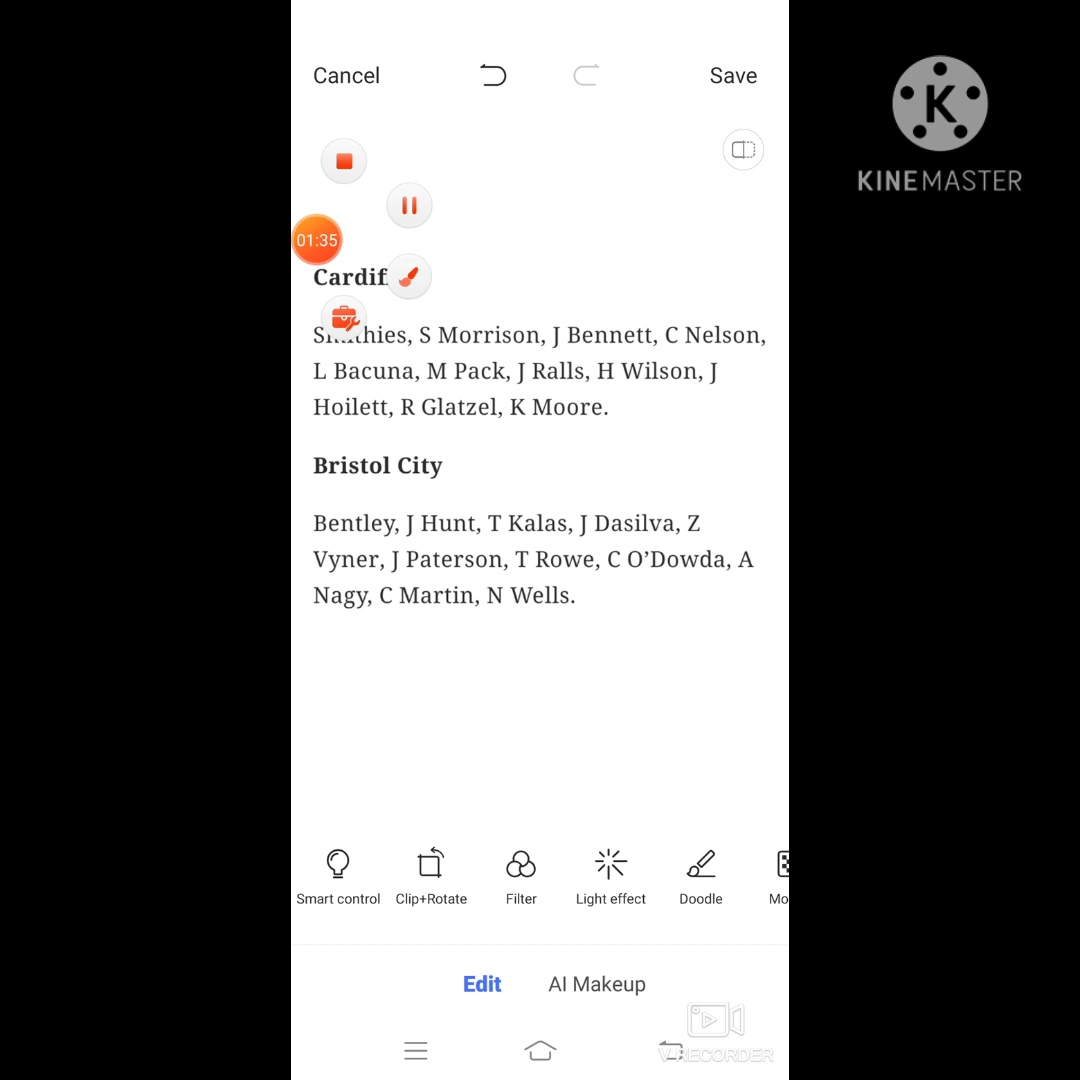 Cancel
Save
KINEMASTER
01:35
S Morrison, J Bennett, C Nelson,
L Bacuna, M Pack, J Ralls, H Wilson, J
Hoilett, R Glatzel, K Moore.
Bristol City
Bentley, J Hunt, T Kalas, J Dasilva, Z
Vyner, J Paterson, T Rowe, C O’Dowda, A
Nagy, C Martin, N Wells.
Smart control Clip+Rotate Filter Light effect Doodle
Edit AI Makeup
V RECORDER